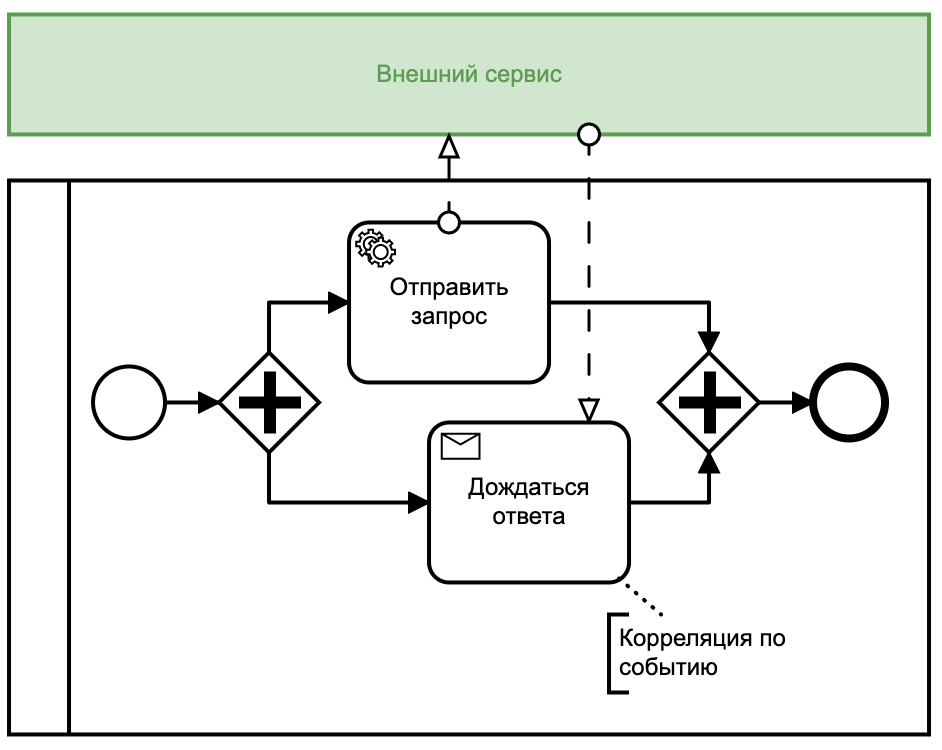 Внешний сервис
Отправить
запрос
Дождаться
ответа
Корреляция по
событию